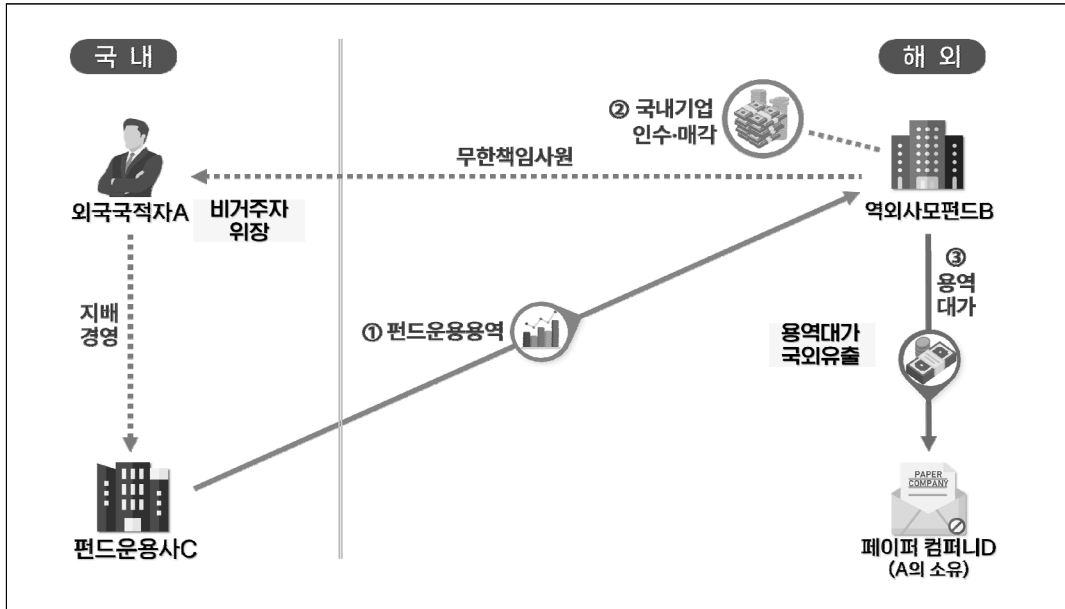 국 내
해 외
② 국내기업
인수·매각
무한책임사원
외국국적자A
비거주자
위장
역외사모펀드B
지배
경영
① 펀드운용용역
③
용역
대가
용역대가
국외유출
PAPER
COMPANY
펀드운용사C
페이퍼 컴퍼니D
(A의 소유)